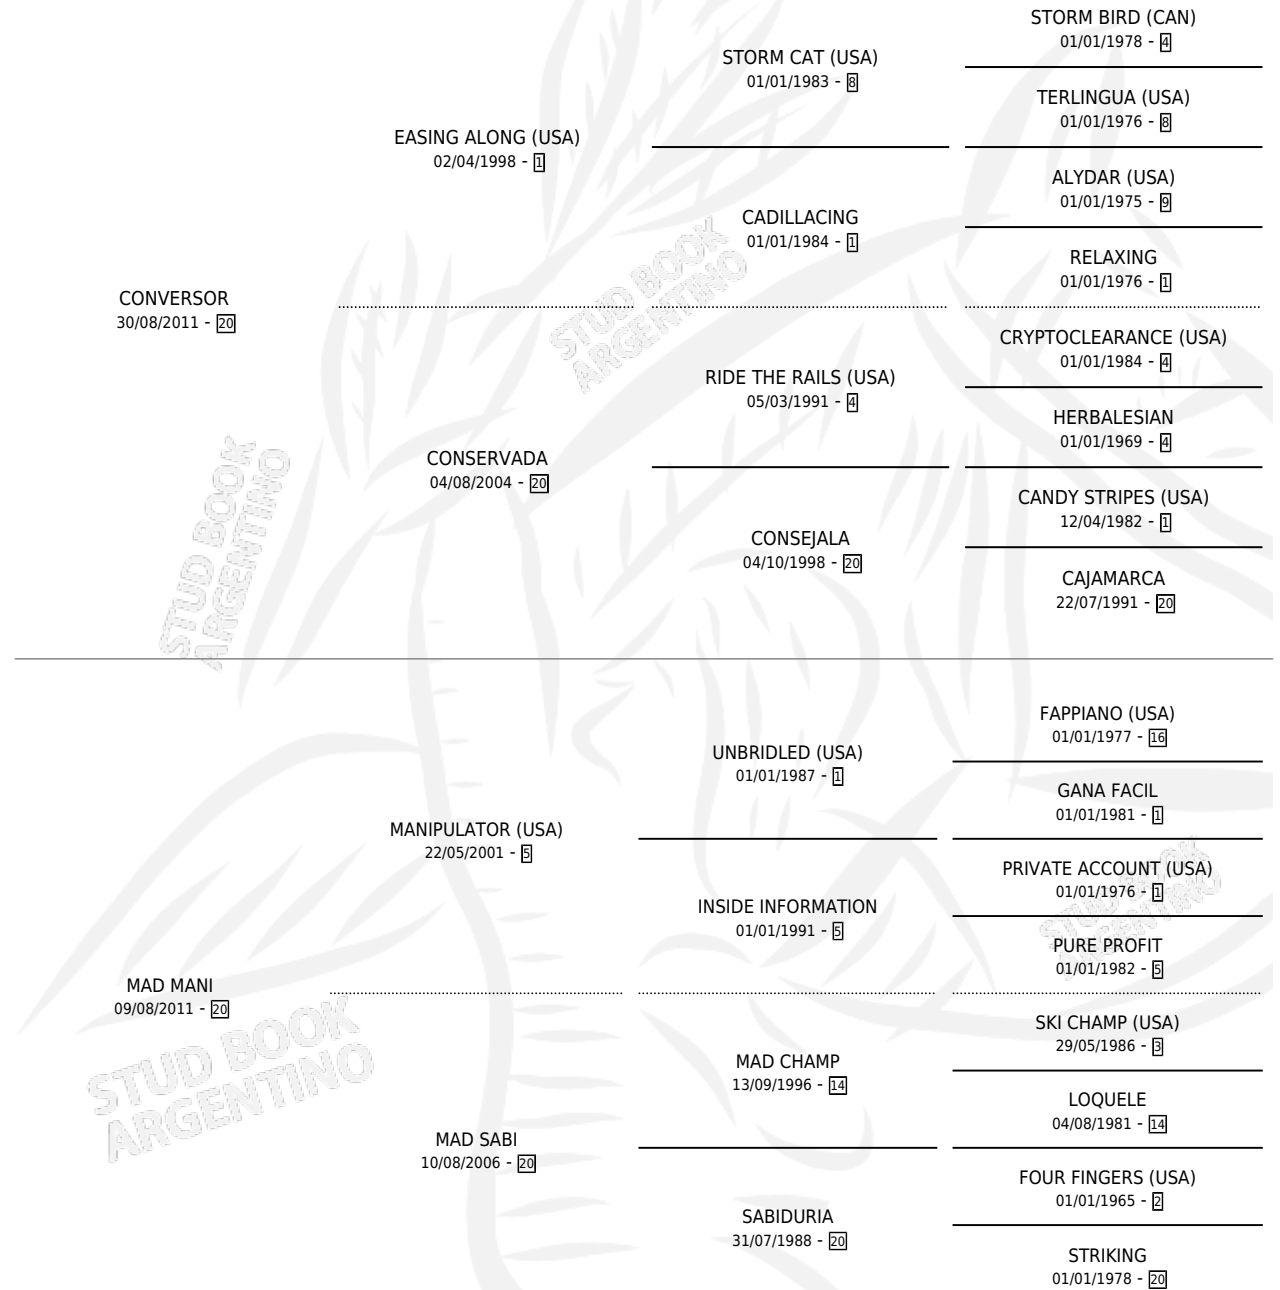 STORM BIRD (CAN)
01/01/1978 - 4
STORM CAT (USA)
01/01/1983 - 8
TERLINGUA (USA)
01/01/1976 - 8
EASING ALONG (USA)
02/04/1998 - 1
ALYDAR (USA)
01/01/1975 - 9
CADILLACING
01/01/1984 - 1
RELAXING
01/01/1976 - 1
CONVERSOR
30/08/2011 - 20
CRYPTOCLEARANCE (USA)
01/01/1984 - 4
RIDE THE RAILS (USA)
05/03/1991 - 4
HERBALESIAN
01/01/1969 - 4
CONSERVADA
04/08/2004 - 20
CANDY STRIPES (USA)
12/04/1982 - 1
CONSEJALA
04/10/1998 - 20
CAJAMARCA
22/07/1991 - 20
STUD BOOK
ARGENTINO
STUD BOOK
ARGENTINO
FAPPIANO (USA)
01/01/1977 - 16
UNBRIDLED (USA)
01/01/1987 - 1
GANA FACIL
01/01/1981 - 1
MANIPULATOR (USA)
22/05/2001 - 5
PRIVATE ACCOUNT (USA)
01/01/1976 - 1
INSIDE INFORMATION
01/01/1991 - 5
PURE PROFIT
01/01/1982 - 5
STUD BOOK
ARGENTINO
MAD MANI
09/08/2011 - 20
SKI CHAMP (USA)
29/05/1986 - 3
MAD CHAMP
13/09/1996 - 14
LOQUELE
04/08/1981 - 14
STUD BOOK
ARGENTINO
MAD SABI
10/08/2006 - 20
FOUR FINGERS (USA)
01/01/1965 - 2
SABIDURIA
31/07/1988 - 20
STRIKING
01/01/1978 - 20